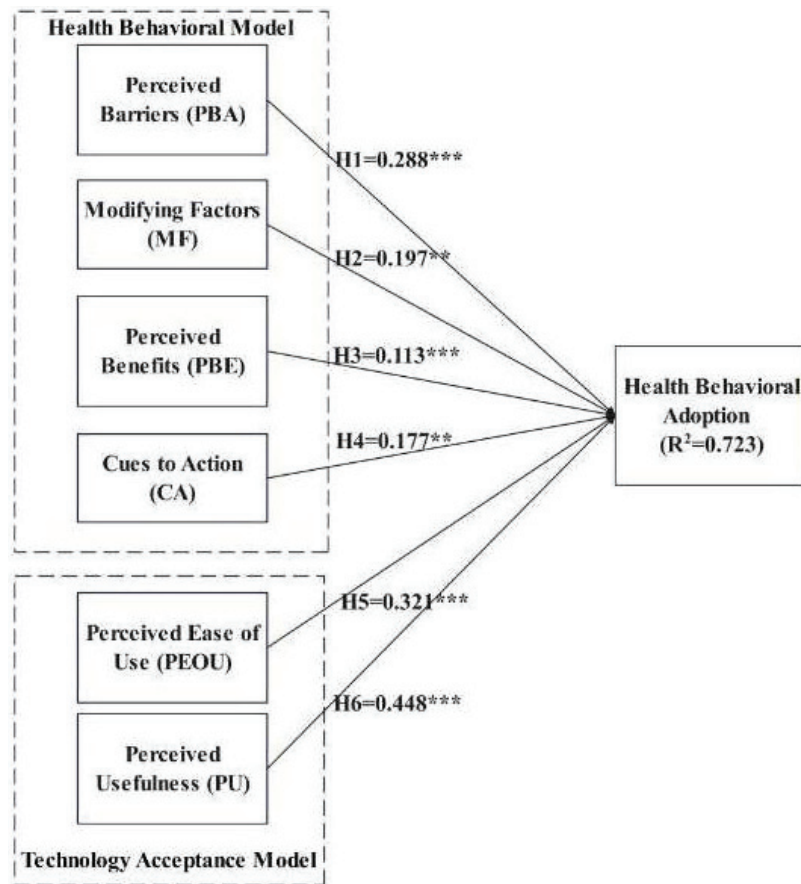 Health Behavioral Model
Perceived
Barriers (PBA)
H1=0.288***
Modifying Factors
(MF)
H2=0.197**
Perceived
Benefits (PBE)
H3=0.113***
Health Behavioral
Adoption
(R²=0.723)
Cues to Action
(CA)
H4=0.177**
Perceived Ease of
Use (PEOU)
H5=0.321***
Perceived
Usefulness (PU)
H6=0.448***
Technology Acceptance Model